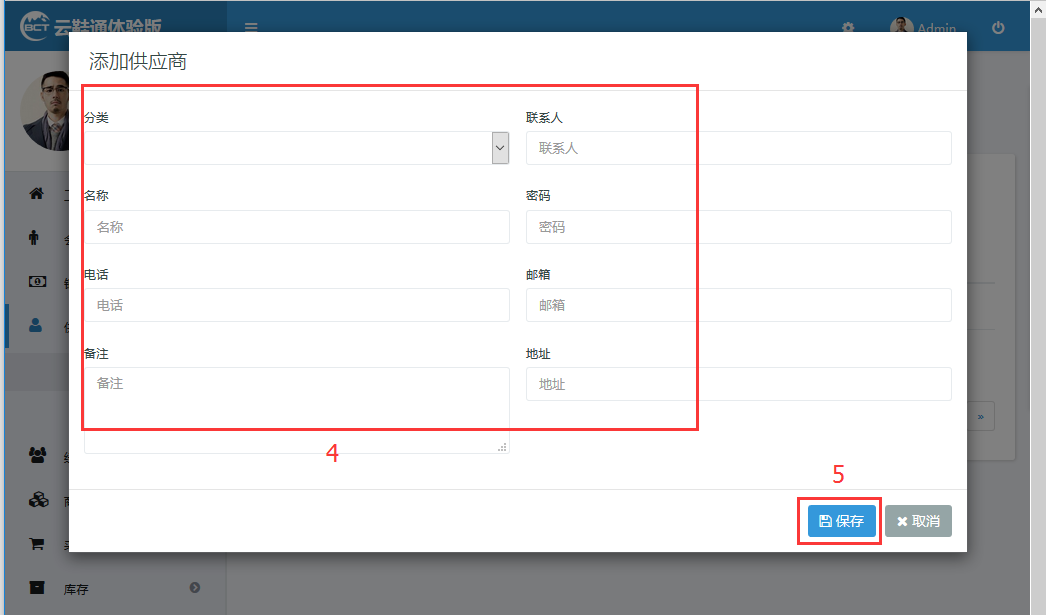 BCT 云鞋通体验版
Admin
添加供应商
分类
联系人
联系人
名称
密码
名称
密码
电话
邮箱
电话
邮箱
备注
地址
备注
地址
»
4
5
保存
取消
库存